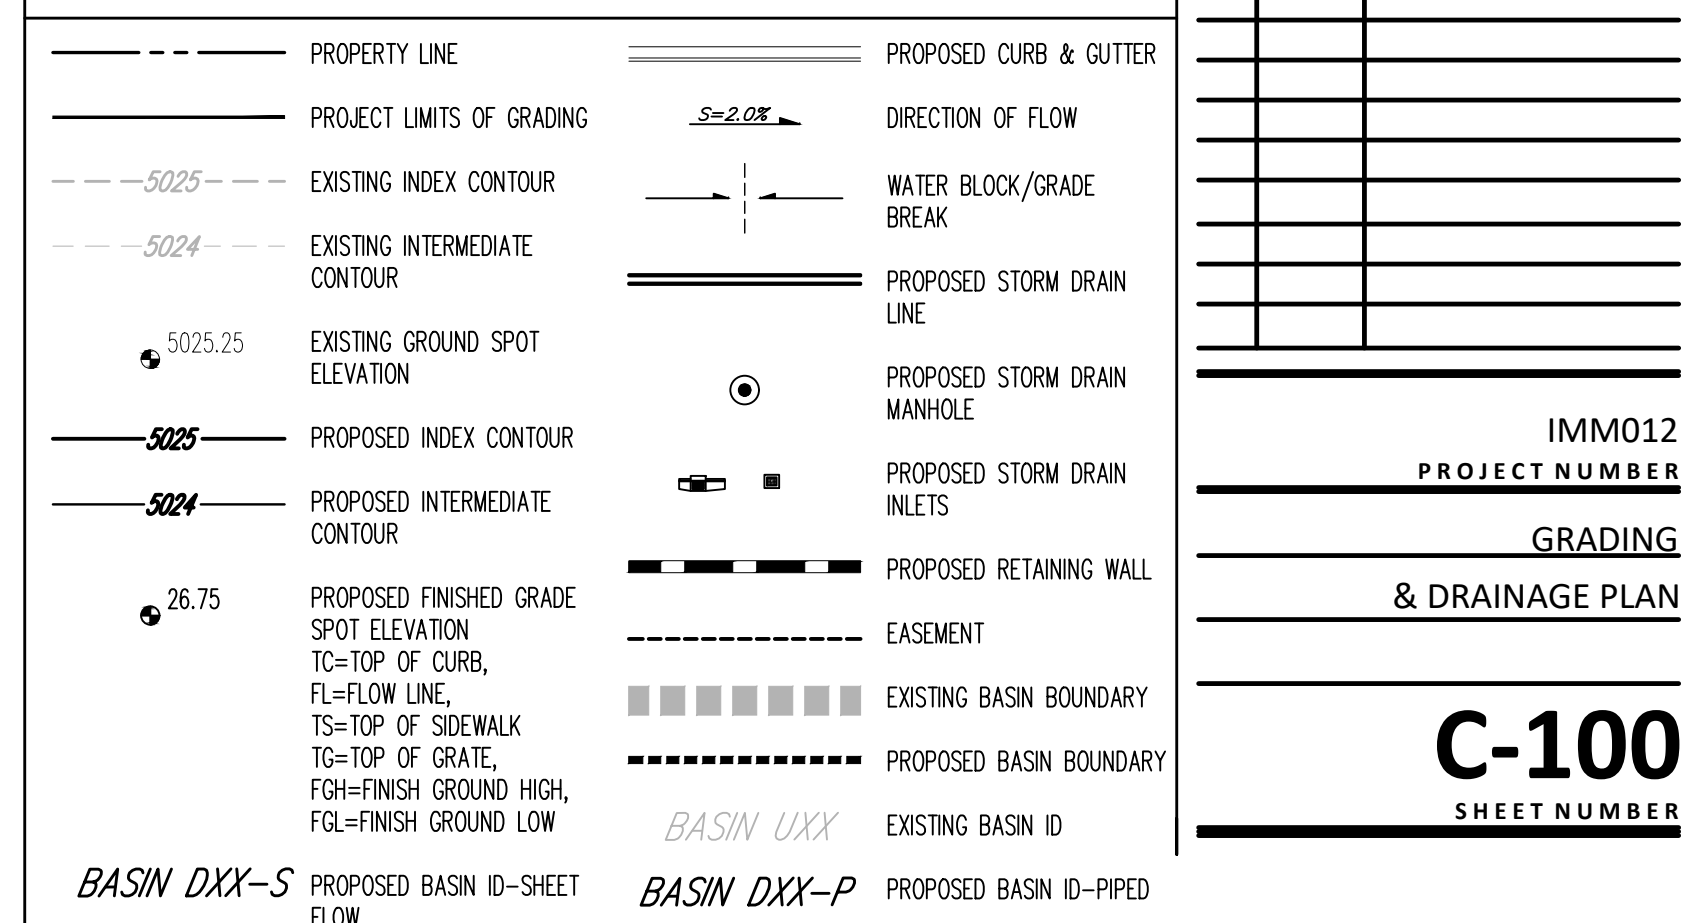 PROPERTY LINE
PROJECT LIMITS OF GRADING
5025
EXISTING INDEX CONTOUR
5024
EXISTING INTERMEDIATE
CONTOUR
5025.25
EXISTING GROUND SPOT
ELEVATION
5025
PROPOSED INDEX CONTOUR
5024
PROPOSED INTERMEDIATE
CONTOUR
26.75
PROPOSED FINISHED GRADE
SPOT ELEVATION
TC=TOP OF CURB,
FL=FLOW LINE,
TS=TOP OF SIDEWALK
TG=TOP OF GRATE,
FGH=FINISH GROUND HIGH,
FGL=FINISH GROUND LOW
BASIN DXX-S
PROPOSED BASIN ID-SHEET
FLOW
PROPOSED CURB & GUTTER
S=2.0%
DIRECTION OF FLOW
WATER BLOCK/GRADE
BREAK
PROPOSED STORM DRAIN
LINE
PROPOSED STORM DRAIN
MANHOLE
PROPOSED STORM DRAIN
INLETS
PROPOSED RETAINING WALL
EASEMENT
EXISTING BASIN BOUNDARY
PROPOSED BASIN BOUNDARY
BASIN UXX
EXISTING BASIN ID
BASIN DXX-P
PROPOSED BASIN ID-PIPED
IMM012
PROJECT NUMBER
GRADING
& DRAINAGE PLAN
C-100
SHEET NUMBER